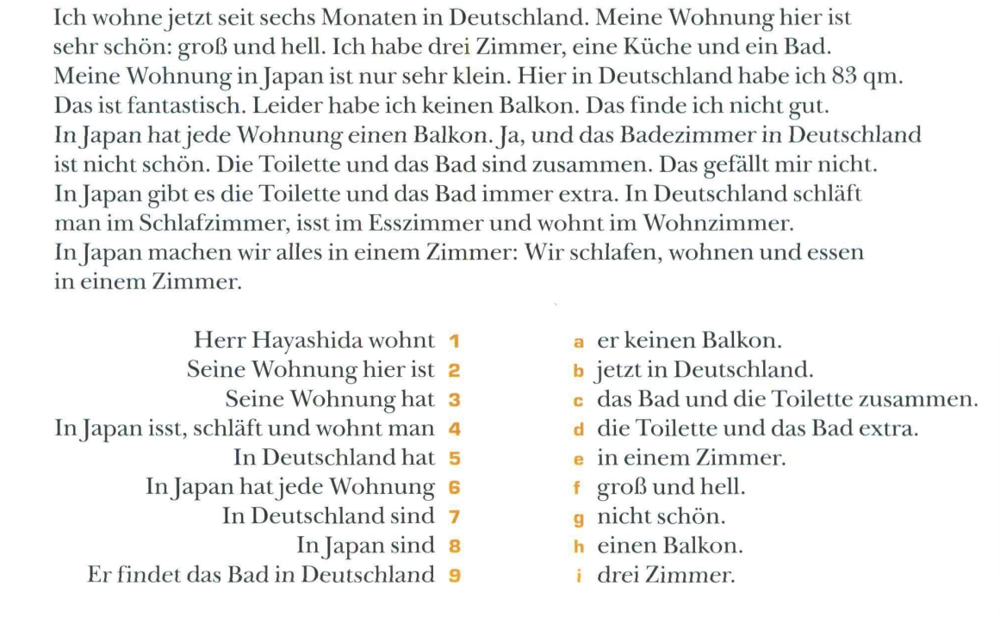 Ich wohne jetzt seit sechs Monaten in Deutschland. Meine Wohnung hier ist
sehr schön: groß und hell. Ich habe drei Zimmer, eine Küche und ein Bad.
Meine Wohnung in Japan ist nur sehr klein. Hier in Deutschland habe ich 83 qm.
Das ist fantastisch. Leider habe ich keinen Balkon. Das finde ich nicht gut.
In Japan hat jede Wohnung einen Balkon. Ja, und das Badezimmer in Deutschland
ist nicht schön. Die Toilette und das Bad sind zusammen. Das gefällt mir nicht.
In Japan gibt es die Toilette und das Bad immer extra. In Deutschland schläft
man im Schlafzimmer, isst im Esszimmer und wohnt im Wohnzimmer.
In Japan machen wir alles in einem Zimmer: Wir schlafen, wohnen und essen
in einem Zimmer.
Herr Hayashida wohnt 1
Seine Wohnung hier ist 2
Seine Wohnung hat 3
In Japan isst, schläft und wohnt man 4
In Deutschland hat 5
In Japan hat jede Wohnung 6
In Deutschland sind 7
In Japan sind 8
Er findet das Bad in Deutschland 9
a er keinen Balkon.
b jetzt in Deutschland.
c das Bad und die Toilette zusammen.
d die Toilette und das Bad extra.
e in einem Zimmer.
f groß und hell.
g nicht schön.
h einen Balkon.
i drei Zimmer.